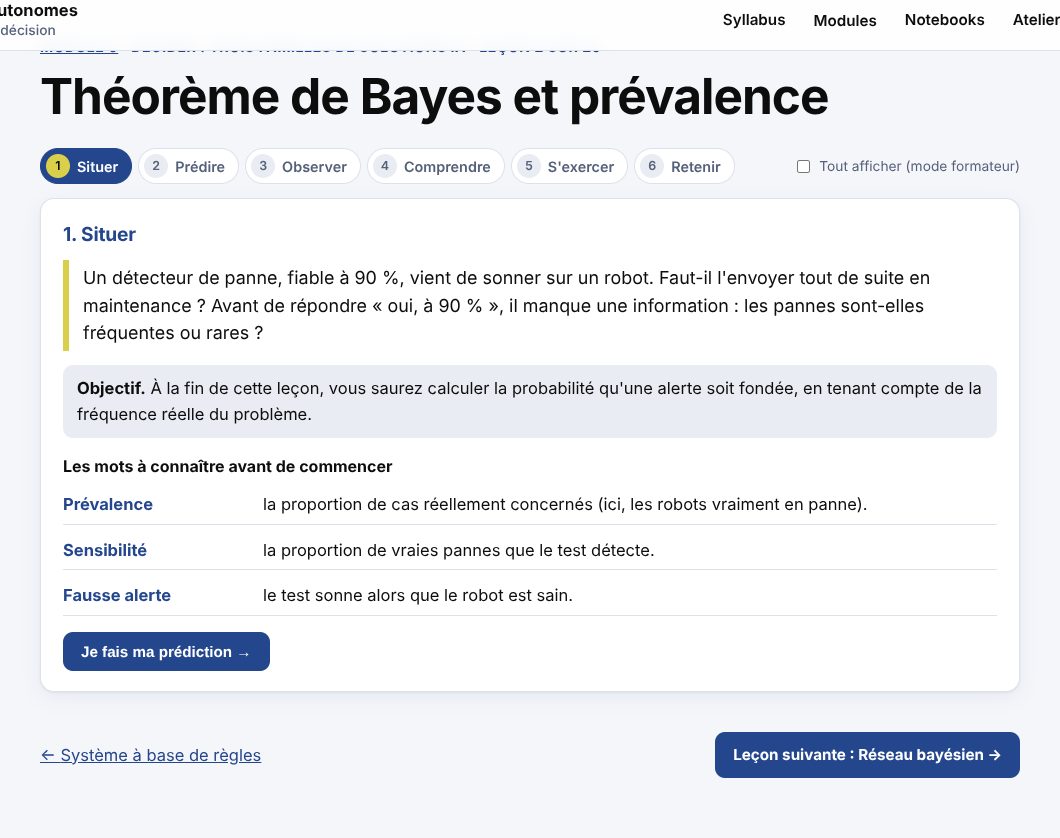 utonomes
décision
Syllabus
Modules
Notebooks
Atelier
Théorème de Bayes et prévalence
1 Situer
2 Prédire
3 Observer
4 Comprendre
5 S'exercer
6 Retenir
Tout afficher (mode formateur)
1. Situer
Un détecteur de panne, fiable à 90 %, vient de sonner sur un robot. Faut-il l'envoyer tout de suite en
maintenance ? Avant de répondre « oui, à 90 % », il manque une information : les pannes sont-elles
fréquentes ou rares ?
Objectif. À la fin de cette leçon, vous saurez calculer la probabilité qu'une alerte soit fondée, en tenant compte de la
fréquence réelle du problème.
Les mots à connaître avant de commencer
Prévalence la proportion de cas réellement concernés (ici, les robots vraiment en panne).
Sensibilité la proportion de vraies pannes que le test détecte.
Fausse alerte le test sonne alors que le robot est sain.
Je fais ma prédiction →
← Système à base de règles
Leçon suivante : Réseau bayésien →